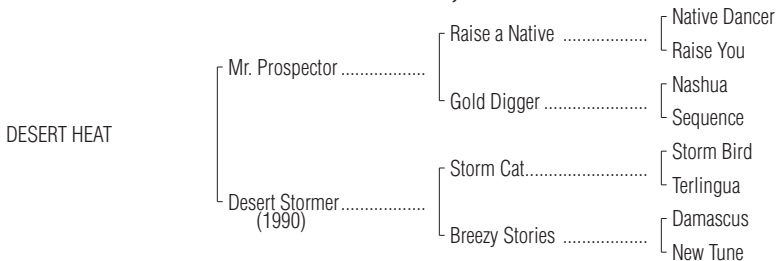 Native Dancer
Raise a Native ..................
Raise You
Mr. Prospector ..................
Nashua
Gold Digger ......................
Sequence
DESERT HEAT
Storm Bird
Storm Cat..........................
Terlingua
Desert Stormer..................
(1990)
Damascus
Breezy Stories ..................
New Tune